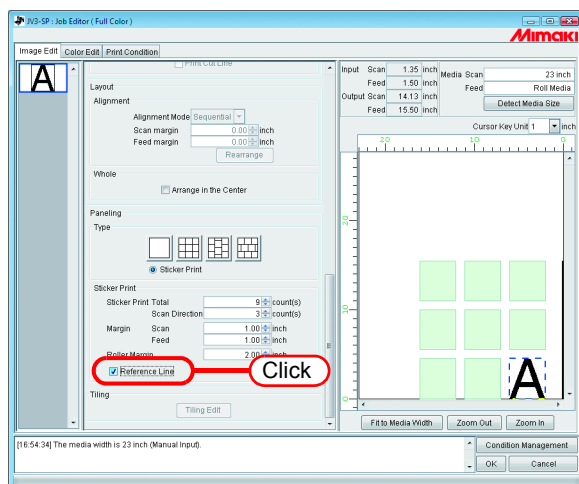 JV3-SP : Job Editor ( Full Color )
Mimaki
Image Edit Color Edit Print Condition
A
Print Cut Line
Layout
Alignment
Alignment Mode Sequential
Scan margin 0.00 inch
Feed margin 0.00 inch
Rearrange
Whole
Arrange in the Center
Paneling
Type
Sticker Print
Sticker Print
Sticker Print Total 9 count(s)
Scan Direction 3 count(s)
Margin Scan 1.00 inch
Feed 1.00 inch
Roller Margin 2.00 inch
Reference Line
Click
Tiling
Tiling Edit
Input Scan 1.35 inch
Feed 1.50 inch
Output Scan 14.13 inch
Feed 15.50 inch
Media Scan 23 inch
Feed Roll Media
Detect Media Size
Cursor Key Unit 1 inch
20 10 0
20
10
0
A
Fit to Media Width Zoom Out Zoom In
[16:54:34] The media width is 23 inch (Manual Input).
Condition Management
OK Cancel